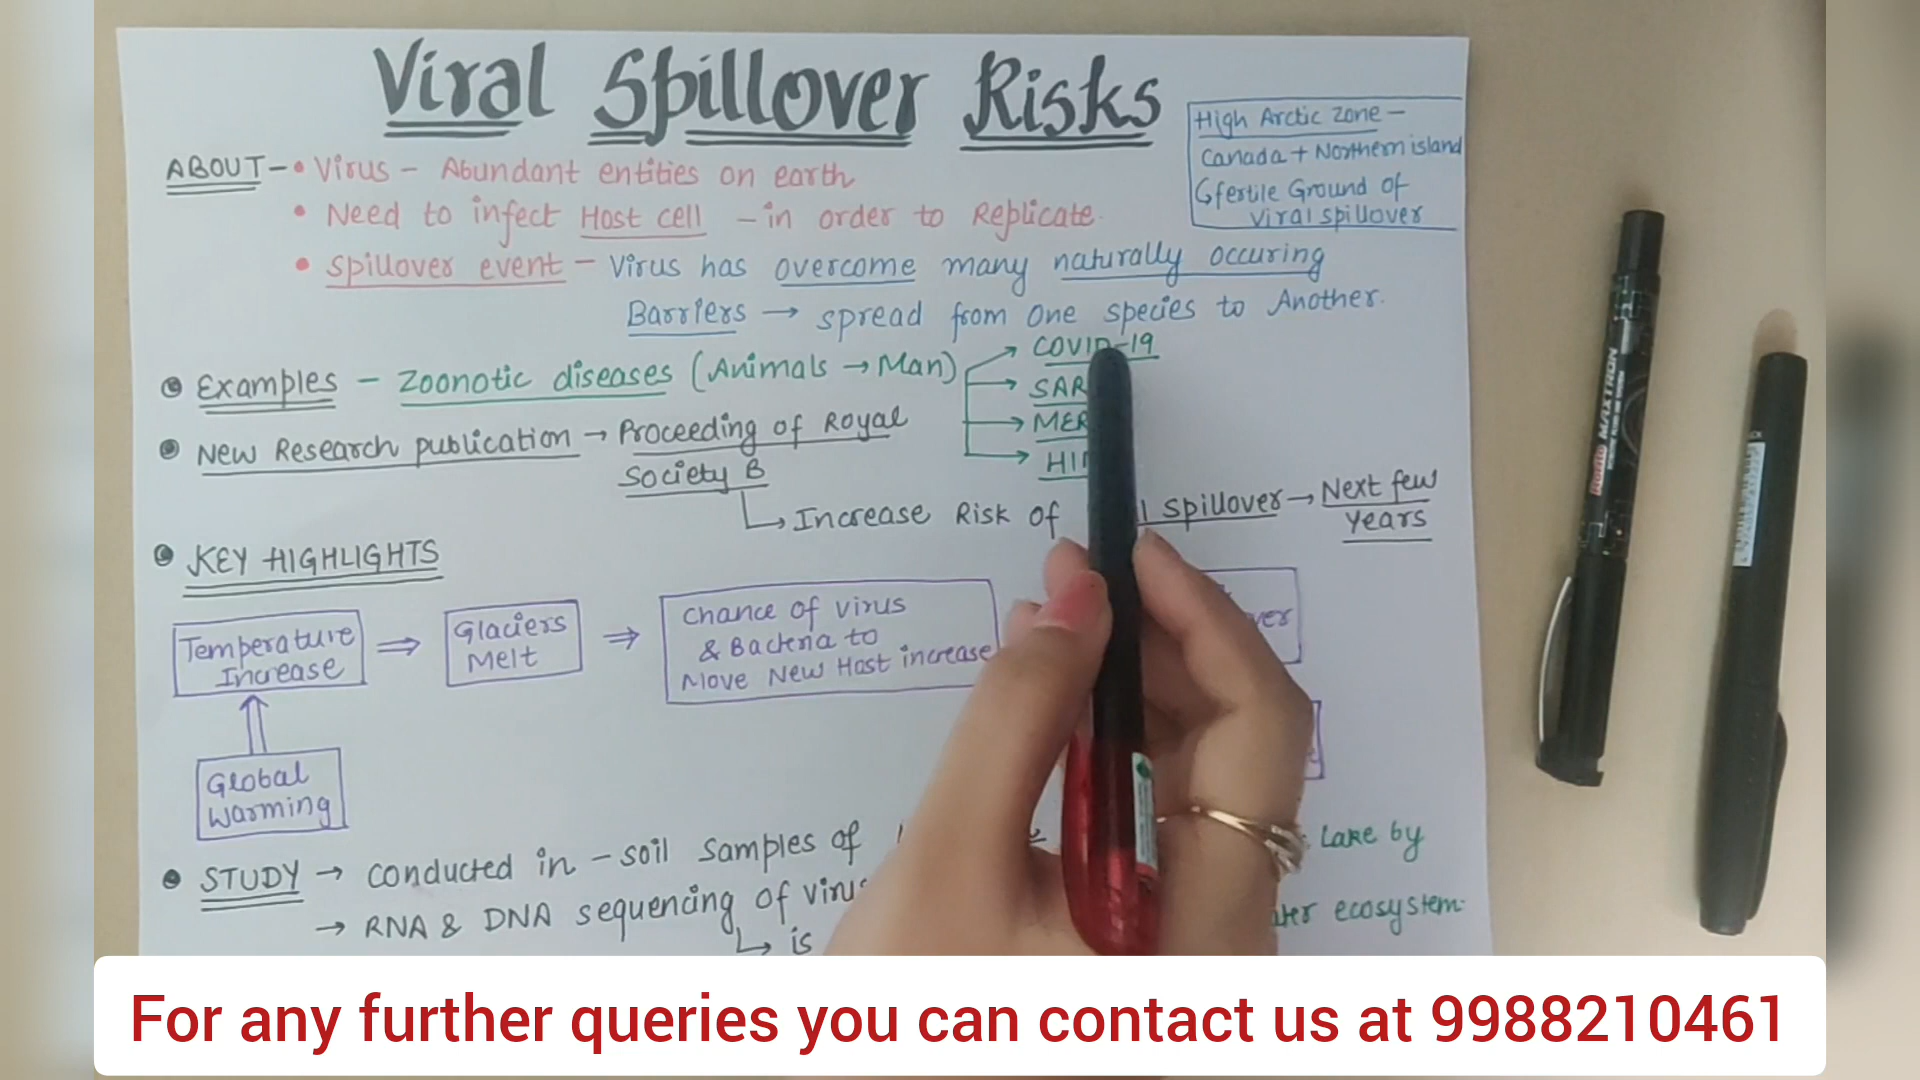 Viral Spillover Risks
High Arctic Zone -
Canada + Northern island
fertile Ground of
Viral spillover
ABOUT - • Virus - Abundant entities on earth
• Need to infect Host cell - in order to Replicate.
• Spillover event - Virus has overcome many naturally occuring
Barriers → spread from one species to Another.
Examples - Zoonotic diseases (Animals → Man)
COVID-19
New Research publication → Proceeding of Royal
Society B
Increase Risk of spillover → Next few
years
KEY HIGHLIGHTS
Temperature
Increase
⇒
Glaciers
Melt
⇒
Chance of virus
& Bacteria to
Move New Host increase
Global
Warming
STUDY → conducted in - soil samples of Lake by
→ RNA & DNA sequencing of ecosystem.
is
Rorito MAXTRON
For any further queries you can contact us at 9988210461